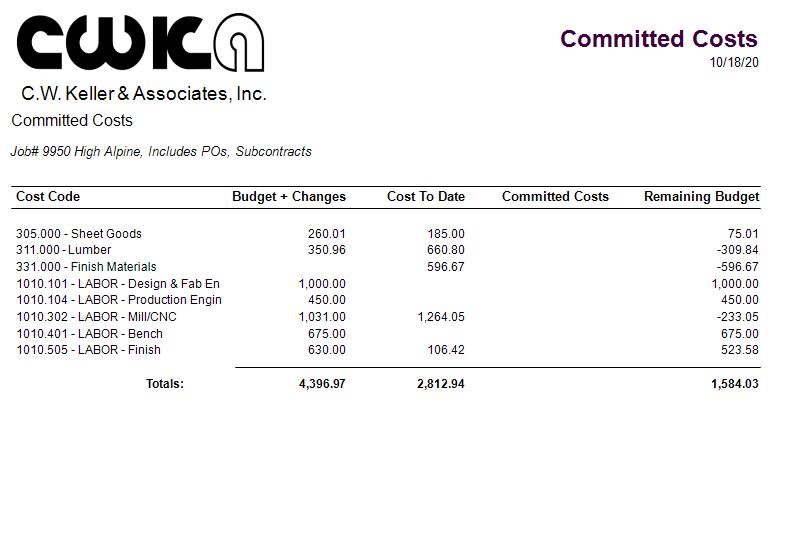 CWKA
Committed Costs
10/18/20
C.W. Keller & Associates, Inc.
Committed Costs
Job# 9950 High Alpine, Includes POs, Subcontracts
Cost Code Budget + Changes Cost To Date Committed Costs Remaining Budget
305.000 - Sheet Goods 260.01 185.00 75.01
311.000 - Lumber 350.96 660.80 -309.84
331.000 - Finish Materials 596.67 -596.67
1010.101 - LABOR - Design & Fab En 1,000.00 1,000.00
1010.104 - LABOR - Production Engin 450.00 450.00
1010.302 - LABOR - Mill/CNC 1,031.00 1,264.05 -233.05
1010.401 - LABOR - Bench 675.00 675.00
1010.505 - LABOR - Finish 630.00 106.42 523.58
Totals: 4,396.97 2,812.94 1,584.03